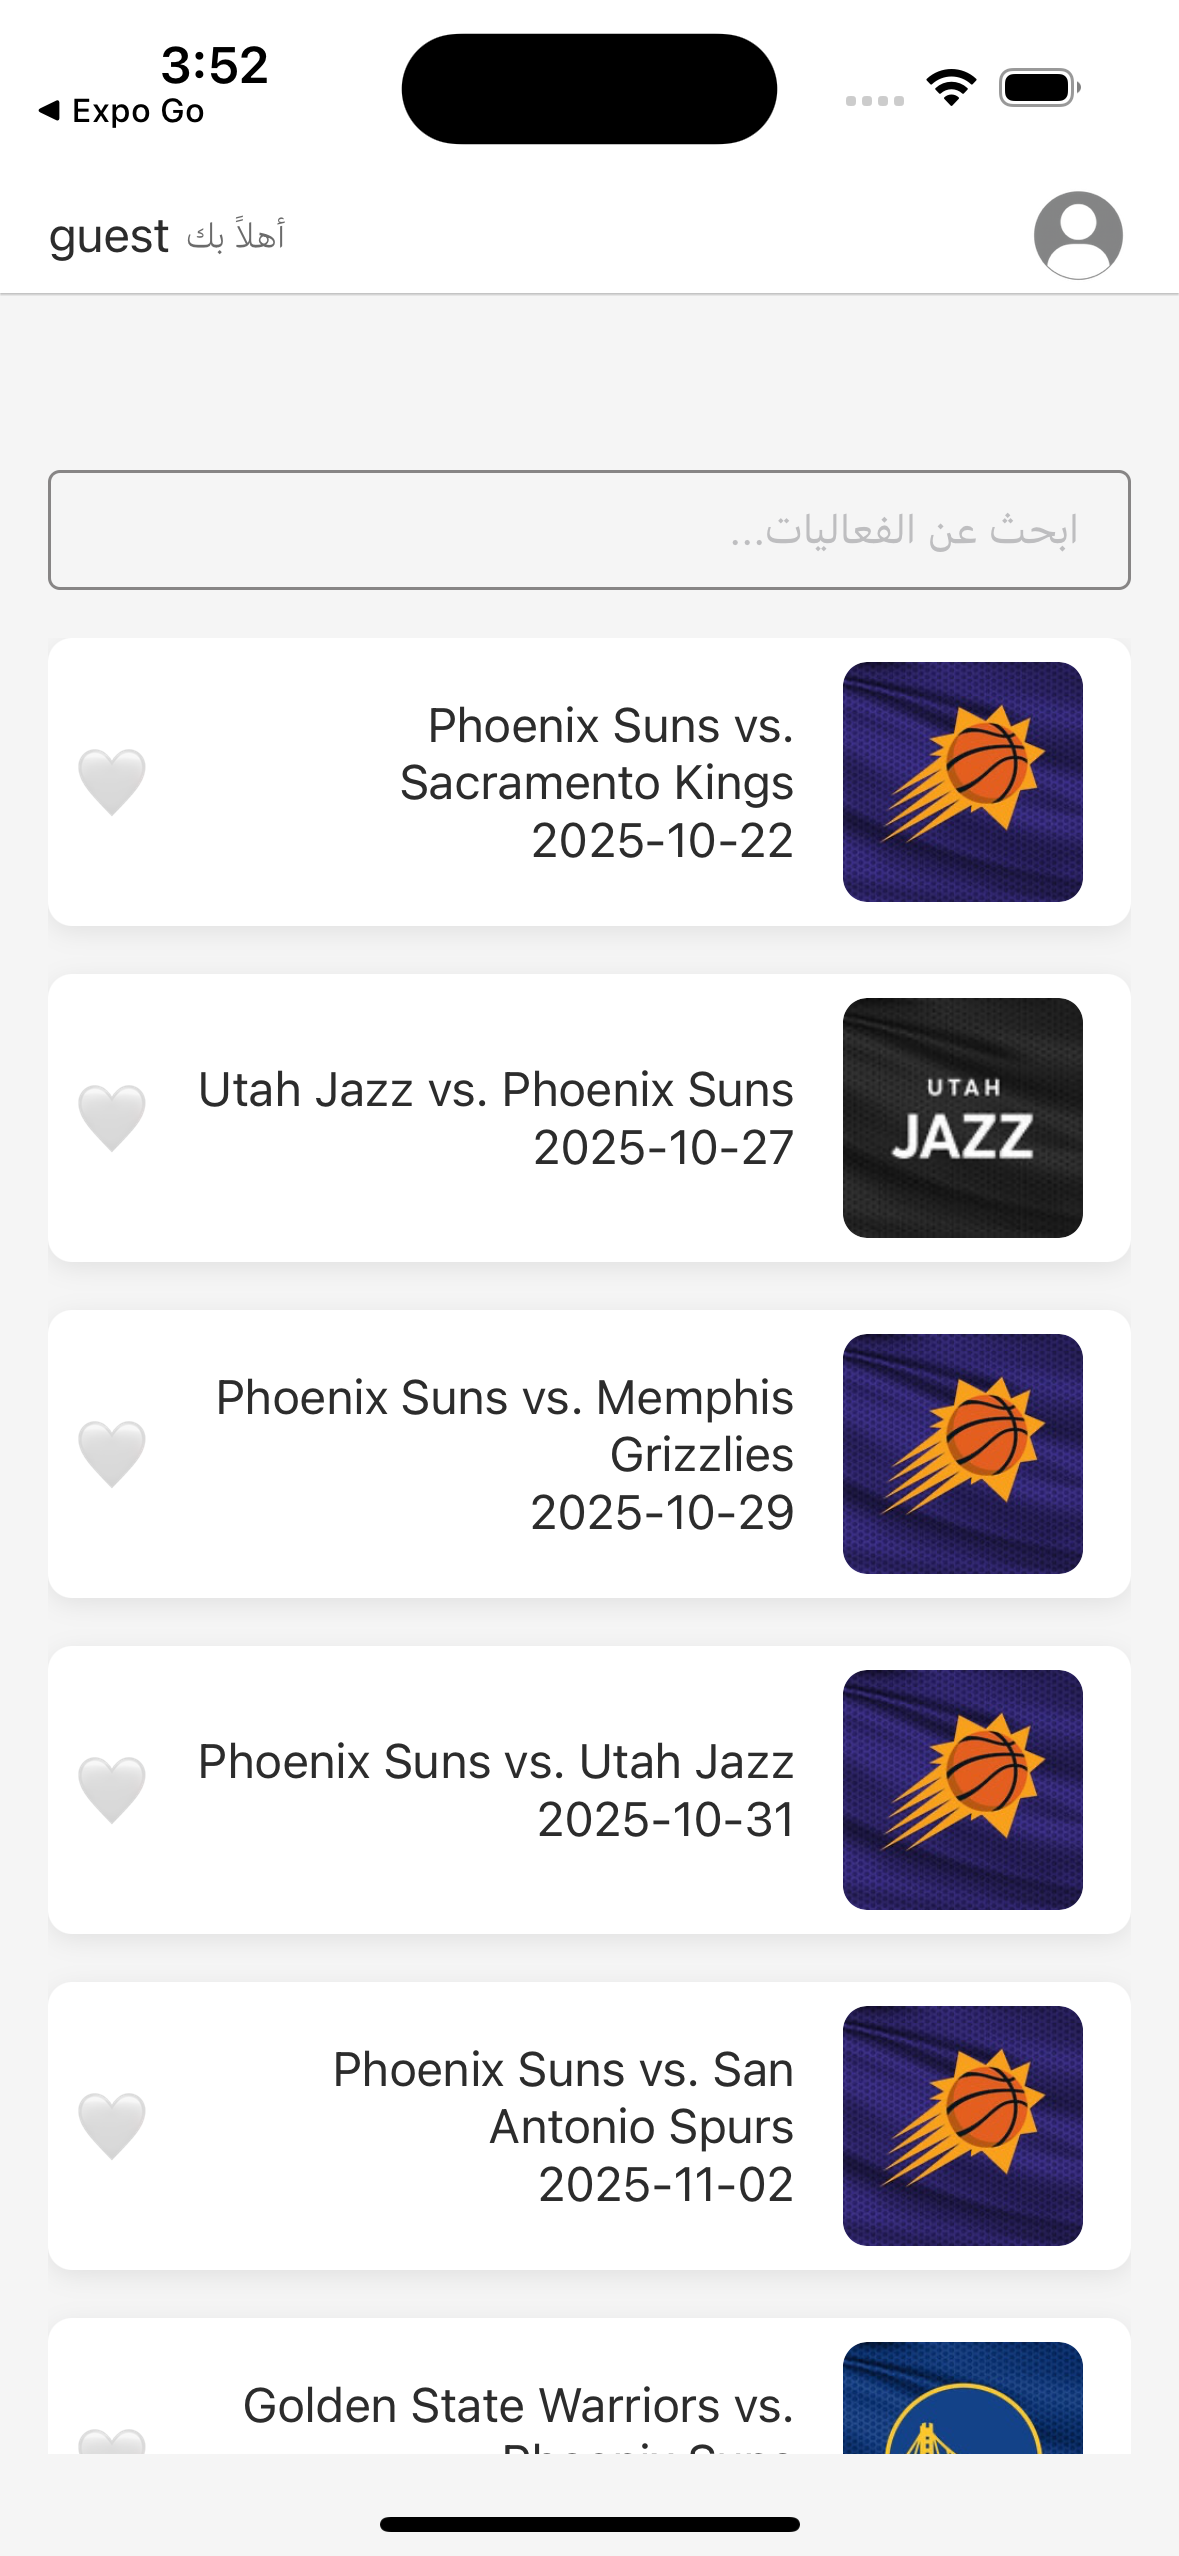 3:52
Expo Go
أهلاً بك guest
ابحث عن الفعاليات...
Phoenix Suns vs.
Sacramento Kings
2025-10-22
Utah Jazz vs. Phoenix Suns
2025-10-27
UTAH
JAZZ
Phoenix Suns vs. Memphis
Grizzlies
2025-10-29
Phoenix Suns vs. Utah Jazz
2025-10-31
Phoenix Suns vs. San
Antonio Spurs
2025-11-02
Golden State Warriors vs.
Phoenix Suns